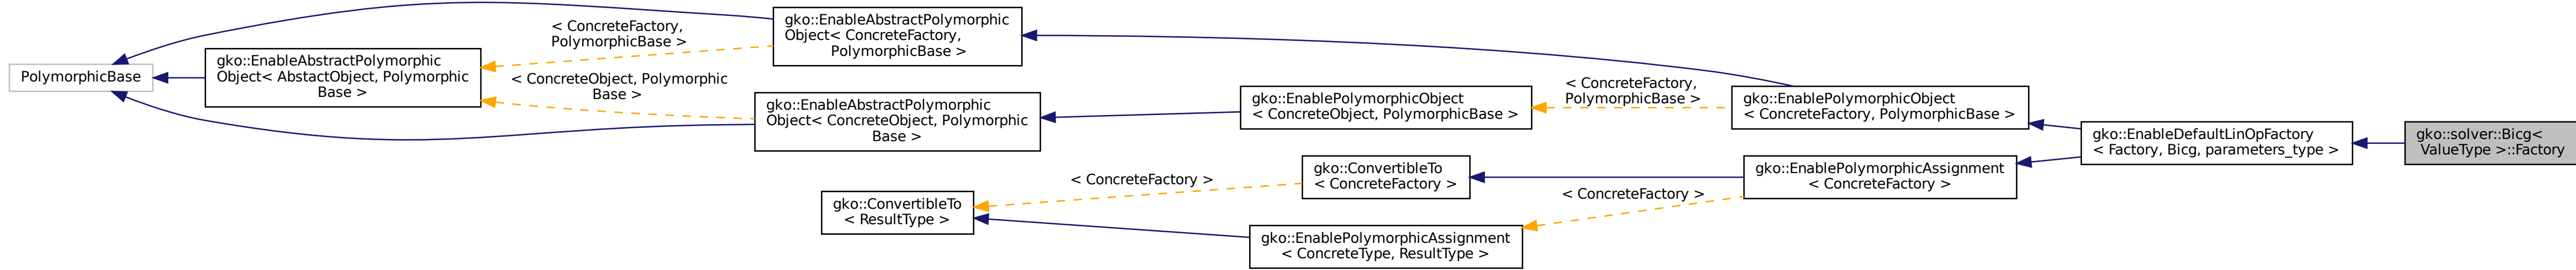 PolymorphicBase
gko::EnableAbstractPolymorphic
Object< AbstactObject, Polymorphic
Base >
< ConcreteFactory,
PolymorphicBase >
< ConcreteObject, Polymorphic
Base >
gko::EnableAbstractPolymorphic
Object< ConcreteFactory,
PolymorphicBase >
gko::EnableAbstractPolymorphic
Object< ConcreteObject, Polymorphic
Base >
gko::ConvertibleTo
< ResultType >
< ConcreteFactory >
gko::EnablePolymorphicObject
< ConcreteObject, PolymorphicBase >
gko::ConvertibleTo
< ConcreteFactory >
gko::EnablePolymorphicAssignment
< ConcreteType, ResultType >
< ConcreteFactory,
PolymorphicBase >
< ConcreteFactory >
gko::EnablePolymorphicObject
< ConcreteFactory, PolymorphicBase >
gko::EnablePolymorphicAssignment
< ConcreteFactory >
gko::EnableDefaultLinOpFactory
< Factory, Bicg, parameters_type >
gko::solver::Bicg<
ValueType >::Factory